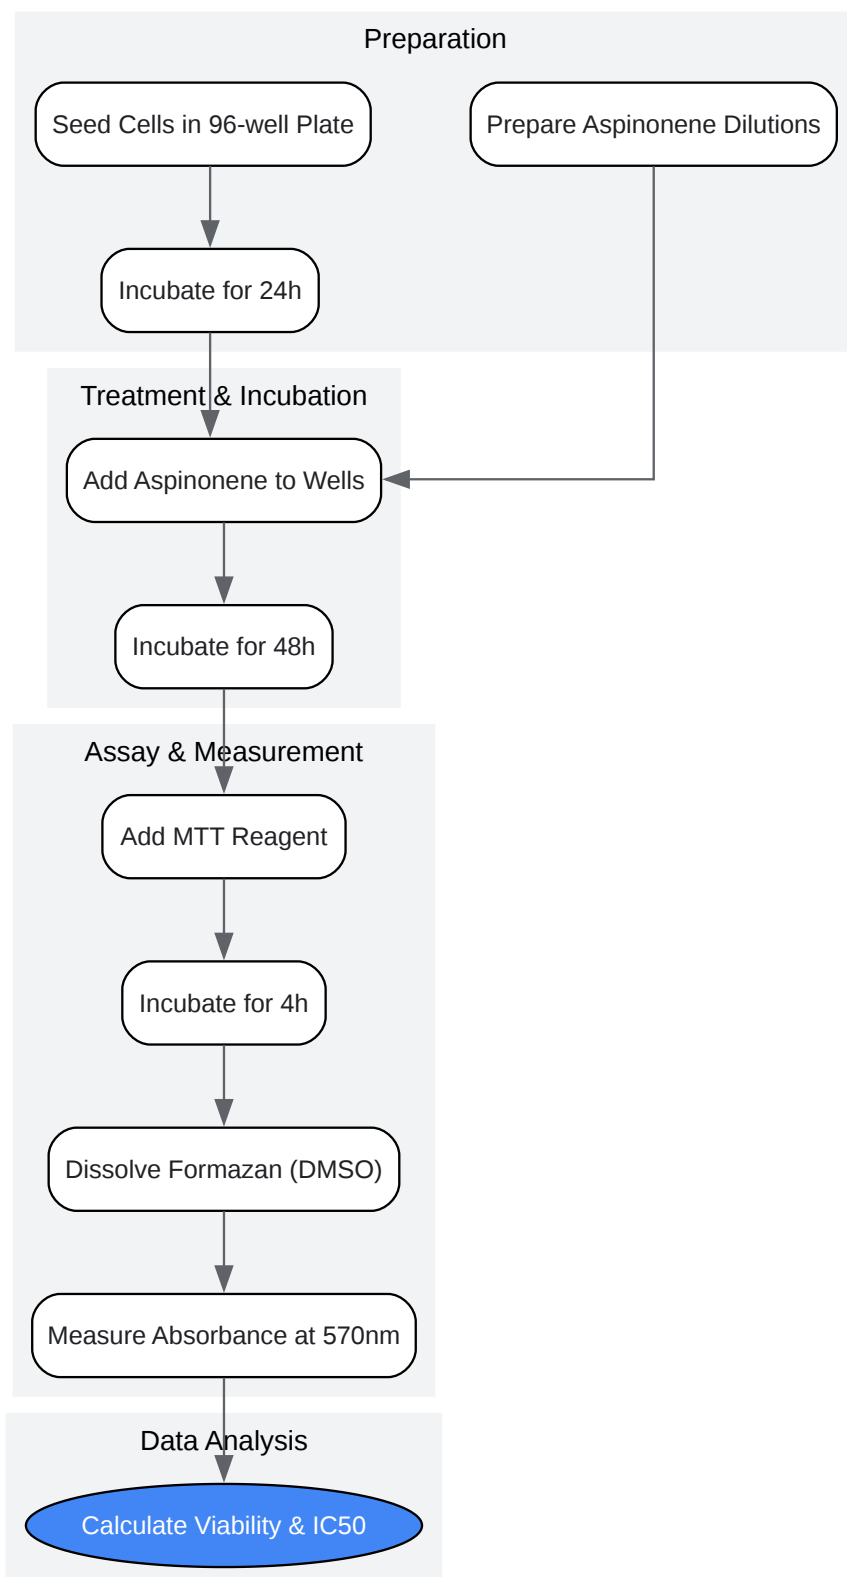 Preparation
Seed Cells in 96-well Plate
Prepare Aspinonene Dilutions
Incubate for 24h
Treatment & Incubation
Add Aspinonene to Wells
Incubate for 48h
Assay & Measurement
Add MTT Reagent
Incubate for 4h
Dissolve Formazan (DMSO)
Measure Absorbance at 570nm
Data Analysis
Calculate Viability & IC50